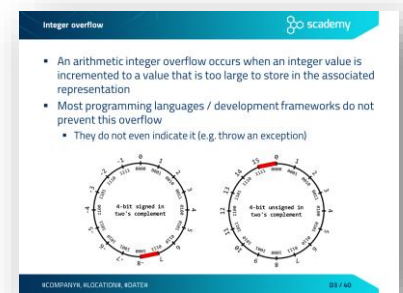 Integer overflow
scademy
An arithmetic integer overflow occurs when an integer value is
incremented to a value that is too large to store in the associated
representation
Most programming languages / development frameworks do not
prevent this overflow
They do not even indicate it (e.g. throw an exception)
4-bit signed in
two's complement
4-bit unsigned in
two's complement
#COMPANY#, #LOCATION#, #DATE#
D3 / 40